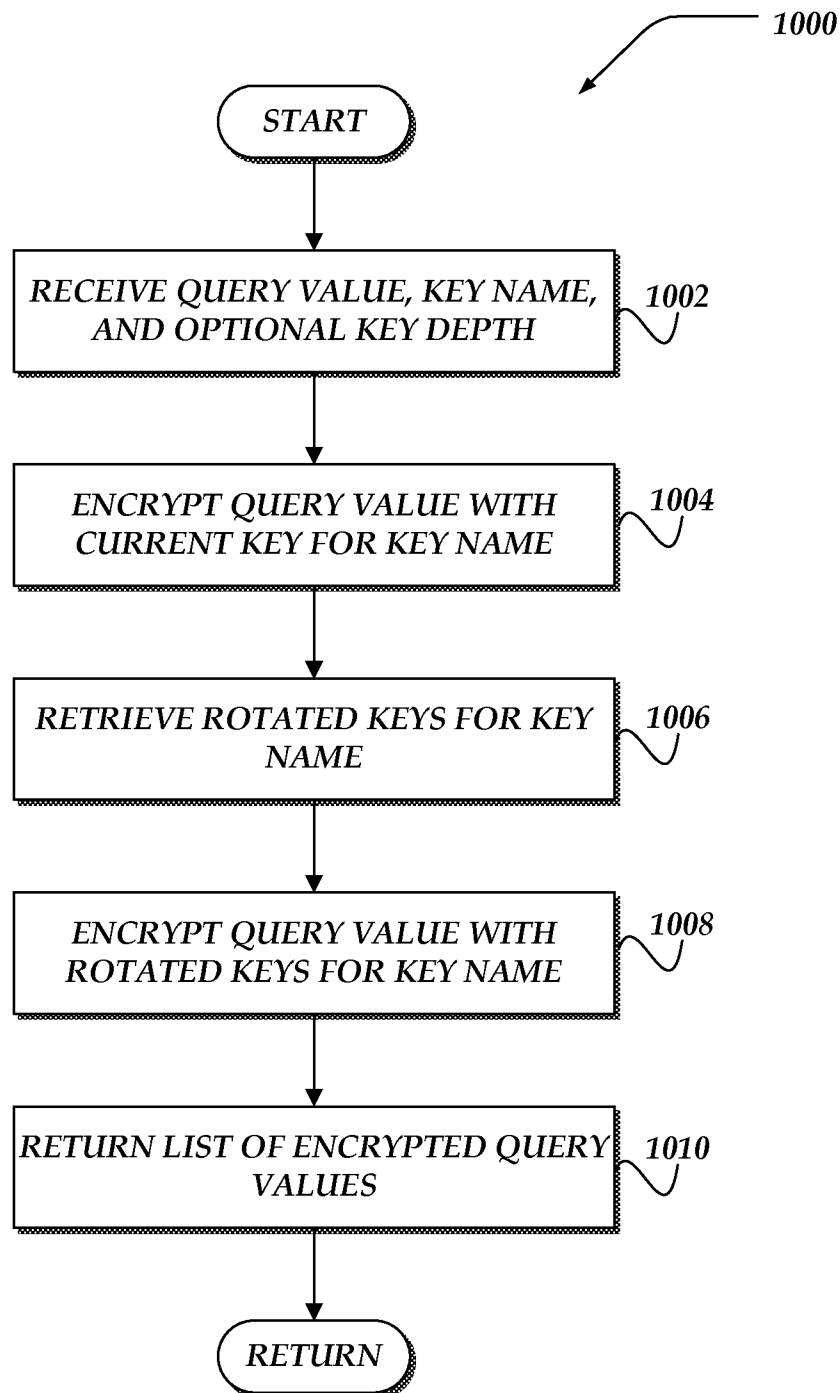 1000
START
RECEIVE QUERY VALUE, KEY NAME,
AND OPTIONAL KEY DEPTH
1002
ENCRYPT QUERY VALUE WITH
CURRENT KEY FOR KEY NAME
1004
RETRIEVE ROTATED KEYS FOR KEY
NAME
1006
ENCRYPT QUERY VALUE WITH
ROTATED KEYS FOR KEY NAME
1008
RETURN LIST OF ENCRYPTED QUERY
VALUES
1010
RETURN